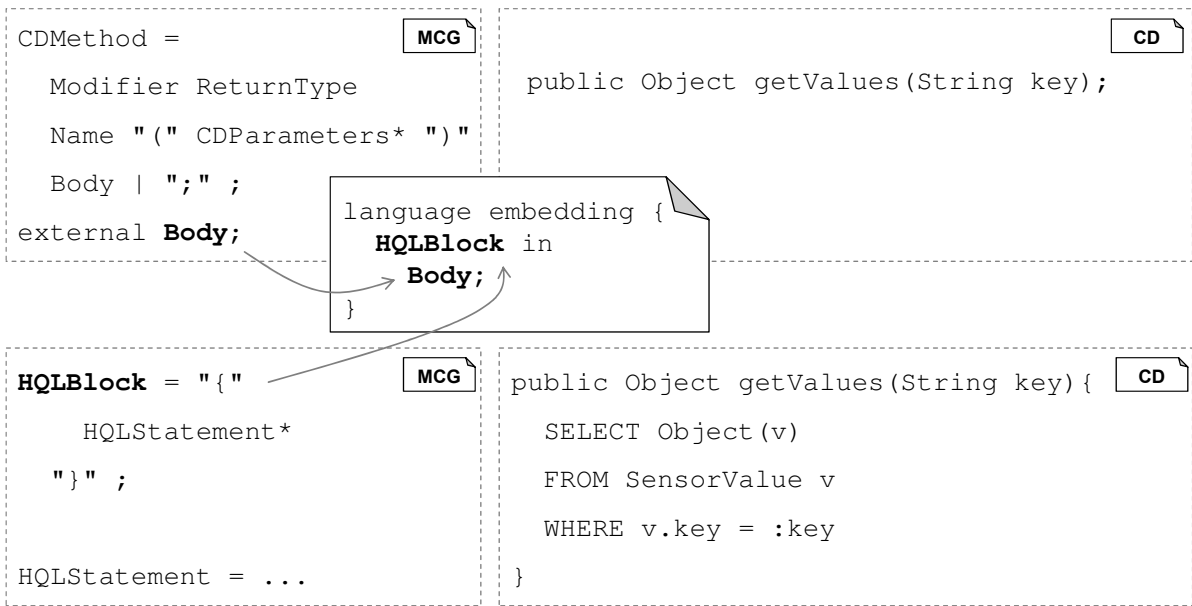 CDMethod =
MCG
Modifier ReturnType
Name "(" CDParameters* ")"
Body | ";" ;
external Body;
CD
public Object getValues(String key);
language embedding {
HQLBlock in
Body;
}
HQLBlock = "{"
MCG
HQLStatement*
"}" ;
HQLStatement = ...
public Object getValues(String key){
CD
SELECT Object(v)
FROM SensorValue v
WHERE v.key = :key
}